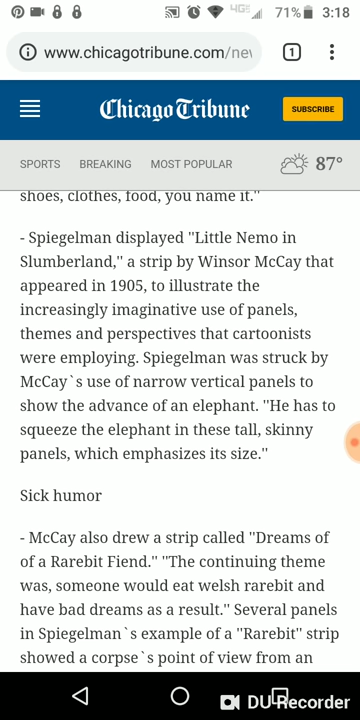 4G 71% 3:18
www.chicagotribune.com/nev 1
Chicago Tribune SUBSCRIBE
SPORTS BREAKING MOST POPULAR 87°
shoes, clothes, food, you name it."
- Spiegelman displayed ''Little Nemo in
Slumberland,'' a strip by Winsor McCay that
appeared in 1905, to illustrate the
increasingly imaginative use of panels,
themes and perspectives that cartoonists
were employing. Spiegelman was struck by
McCay`s use of narrow vertical panels to
show the advance of an elephant. ''He has to
squeeze the elephant in these tall, skinny
panels, which emphasizes its size.''
Sick humor
- McCay also drew a strip called ''Dreams of
of a Rarebit Fiend.'' ''The continuing theme
was, someone would eat welsh rarebit and
have bad dreams as a result.'' Several panels
in Spiegelman`s example of a ''Rarebit'' strip
showed a corpse`s point of view from an
DU Recorder